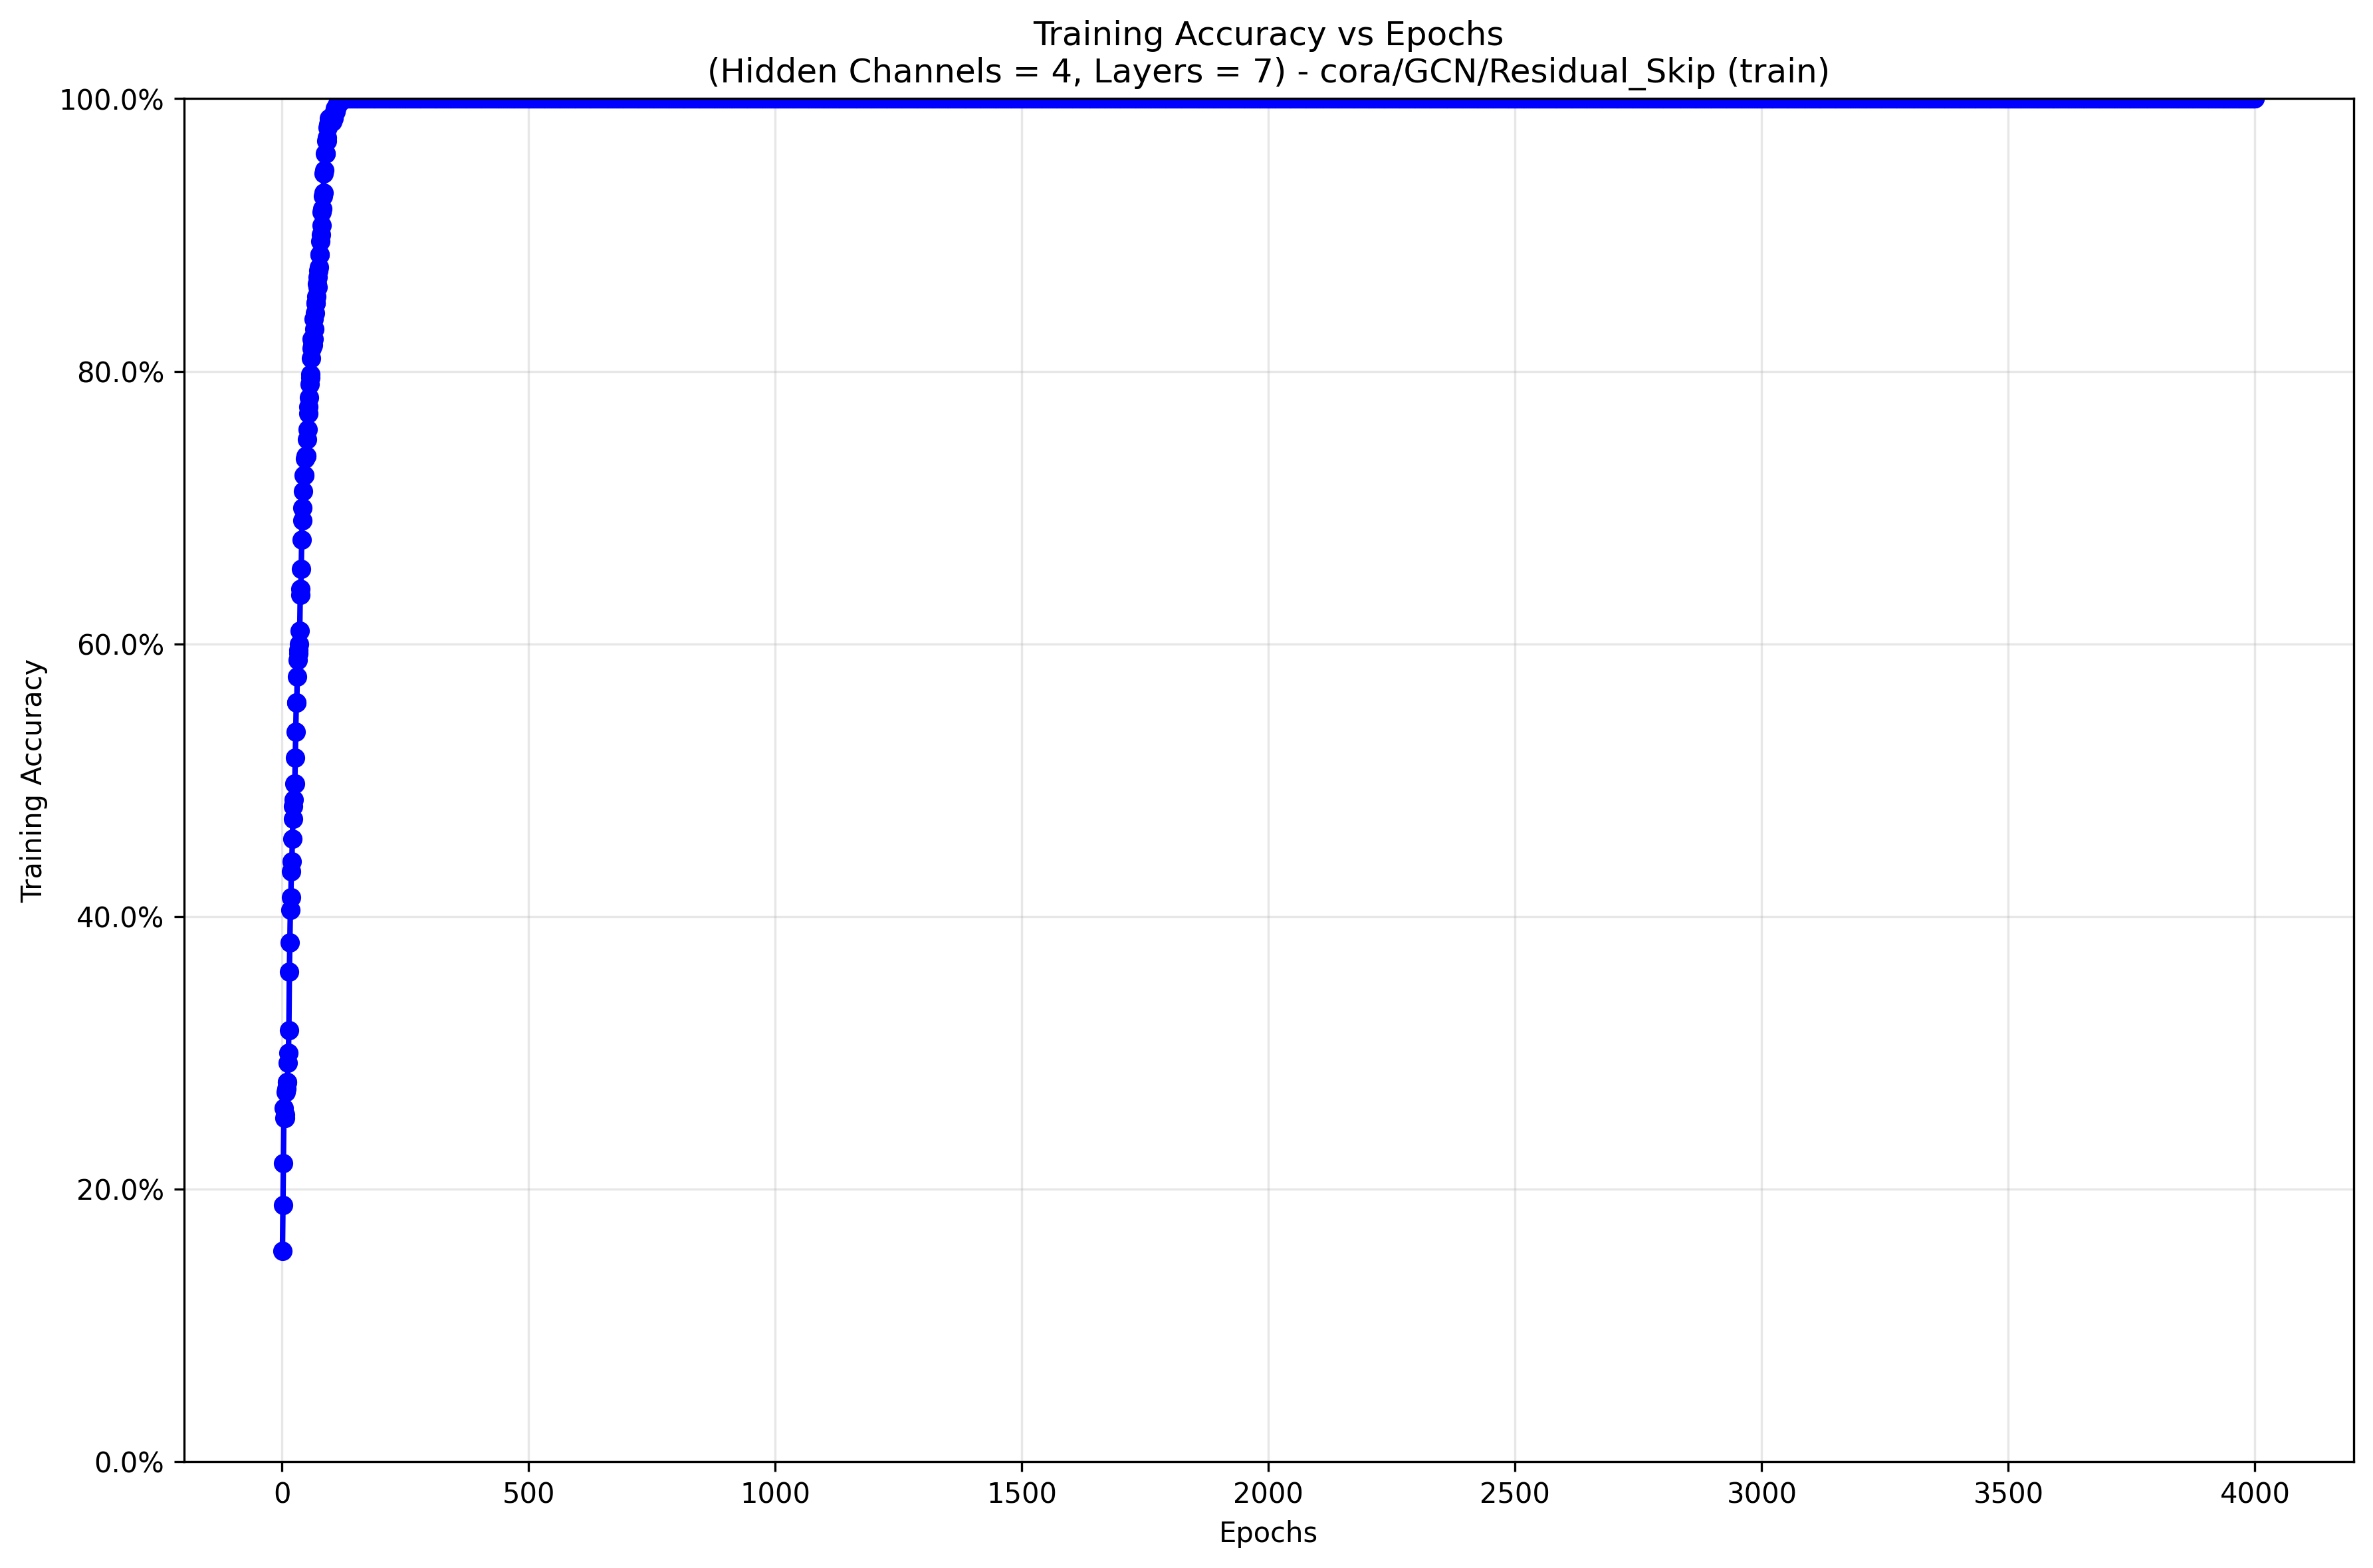 Training Accuracy vs Epochs
(Hidden Channels = 4, Layers = 7) - cora/GCN/Residual_Skip (train)
100.0%
80.0%
60.0%
40.0%
20.0%
0.0%
Training Accuracy
0 500 1000 1500 2000 2500 3000 3500 4000
Epochs